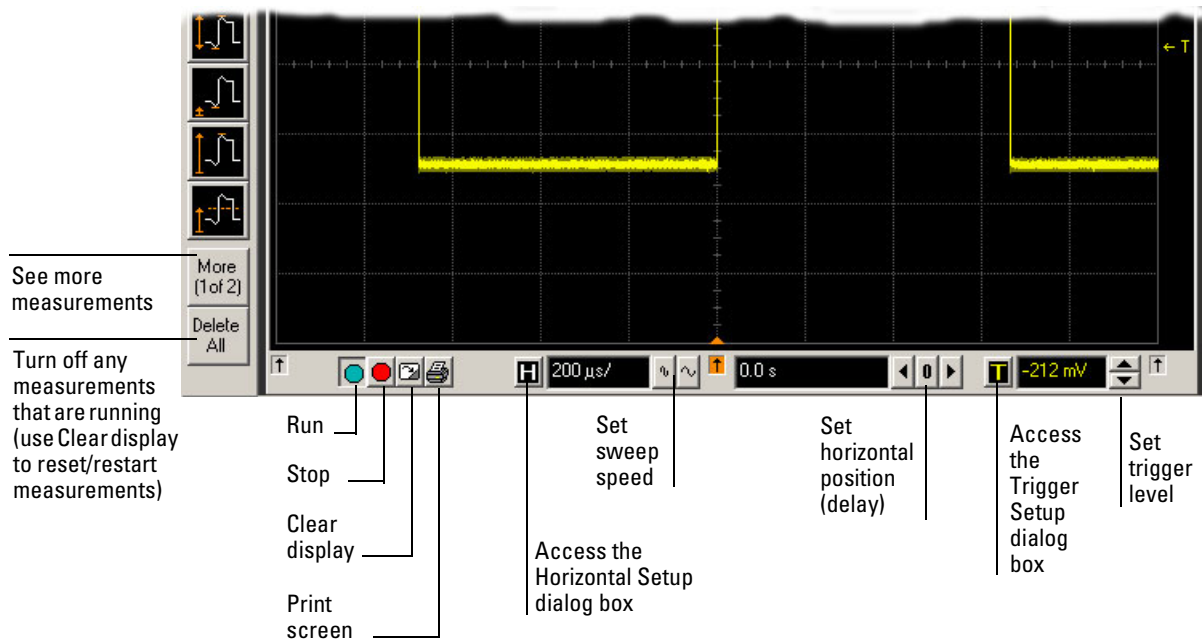 ← T
More
(1of 2)
Delete
All
See more
measurements
Turn off any
measurements
that are running
(use Clear display
to reset/restart
measurements)
H
200 µs/
0.0 s
0
T
-212 mV
Run
Stop
Clear
display
Print
screen
Access the
Horizontal Setup
dialog box
Set
sweep
speed
Set
horizontal
position
(delay)
Access
the
Trigger
Setup
dialog
box
Set
trigger
level